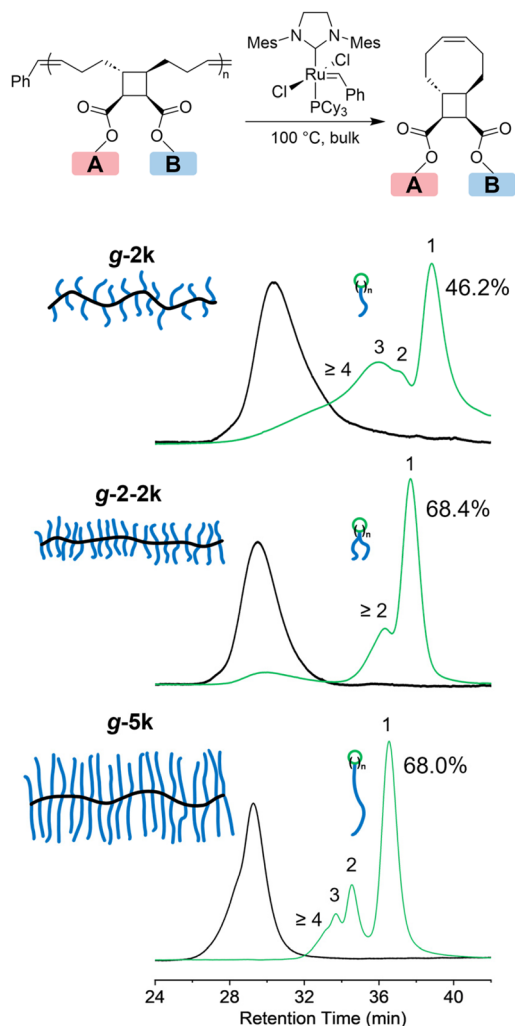 Mes N N Mes
Cl
Ru
Cl Ph
PCy3
Ph
n
O O
O O
A B
100 °C, bulk
O O
O O
A B
g-2k
( )n
1
46.2%
≥ 4 3 2
g-2-2k
( )n
1
68.4%
≥ 2
g-5k
( )n
1
68.0%
2
3
≥ 4
24 28 32 36 40
Retention Time (min)